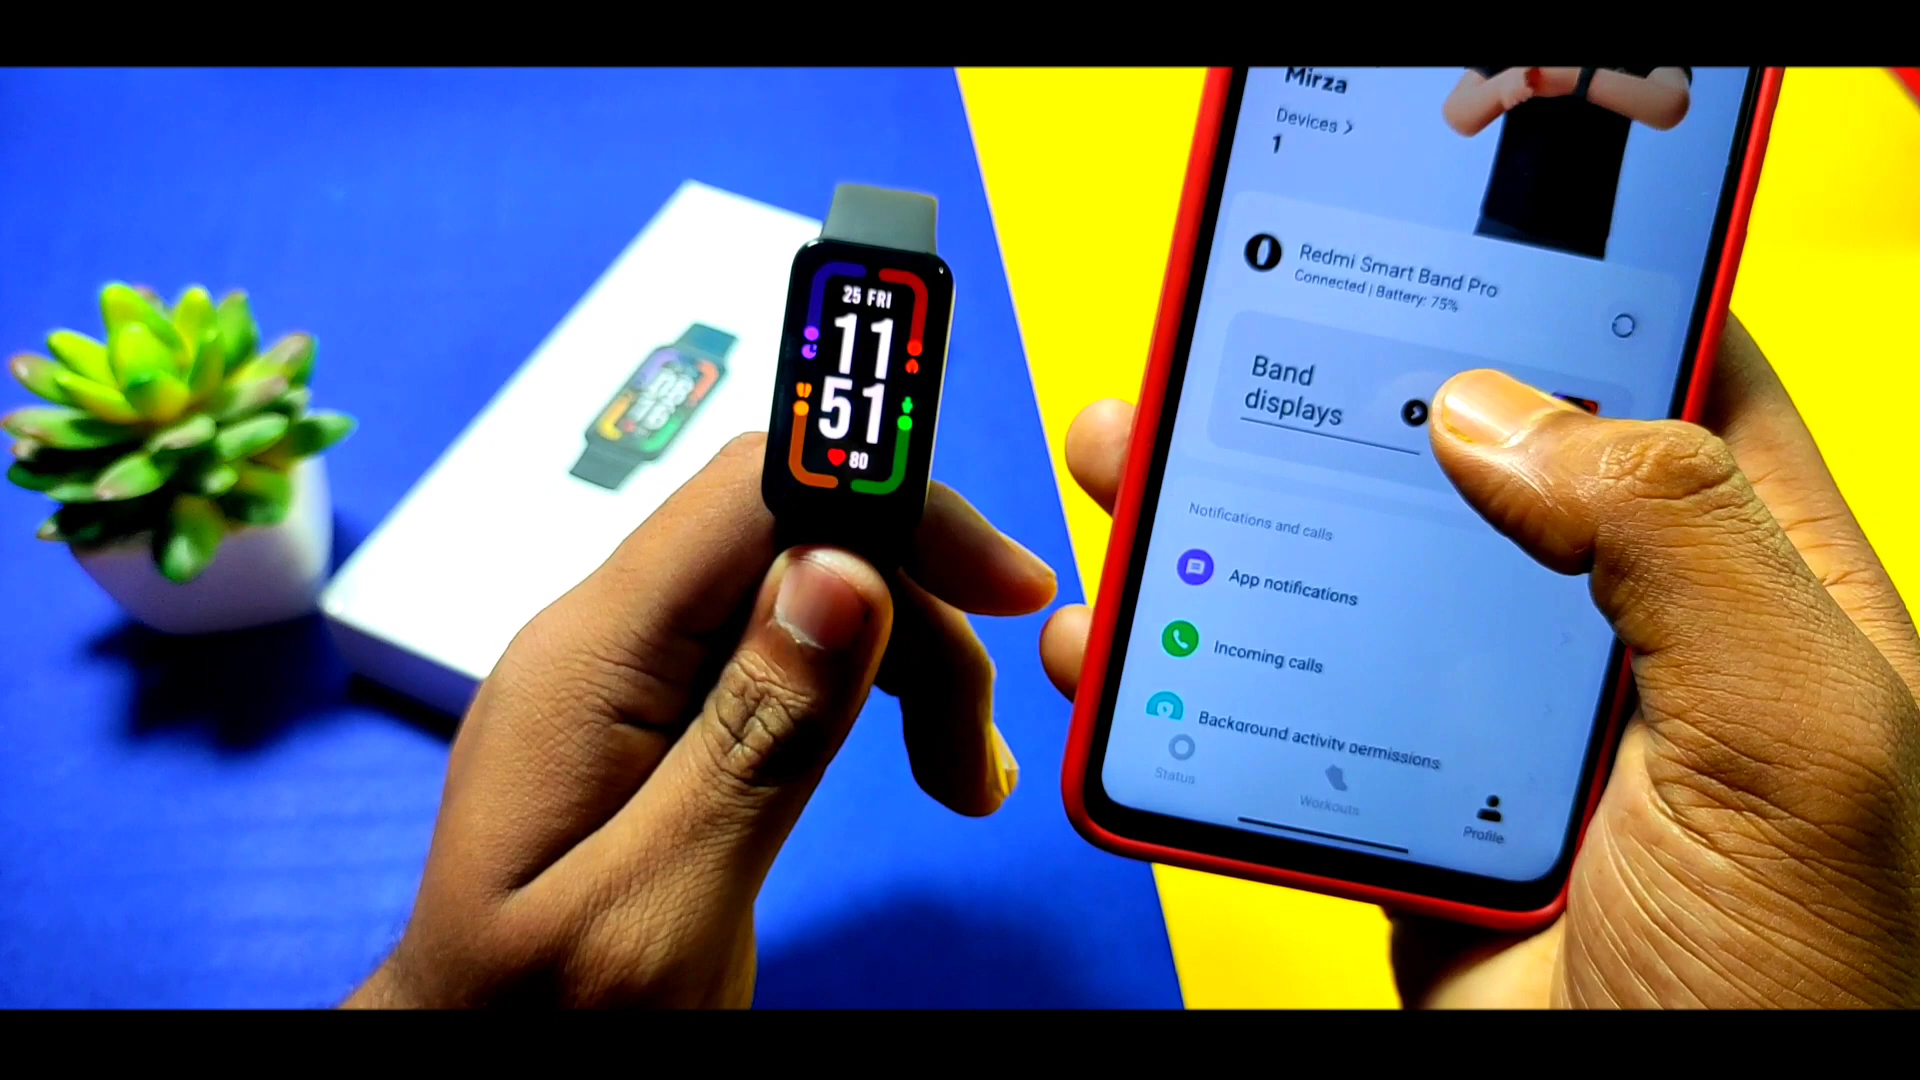 25 FRI
11
51
80
Mirza
Devices >
1
Redmi Smart Band Pro
Connected | Battery: 75%
Band
displays
Notifications and calls
App notifications
Incoming calls
Background activity permissions
Status
Workouts
Profile